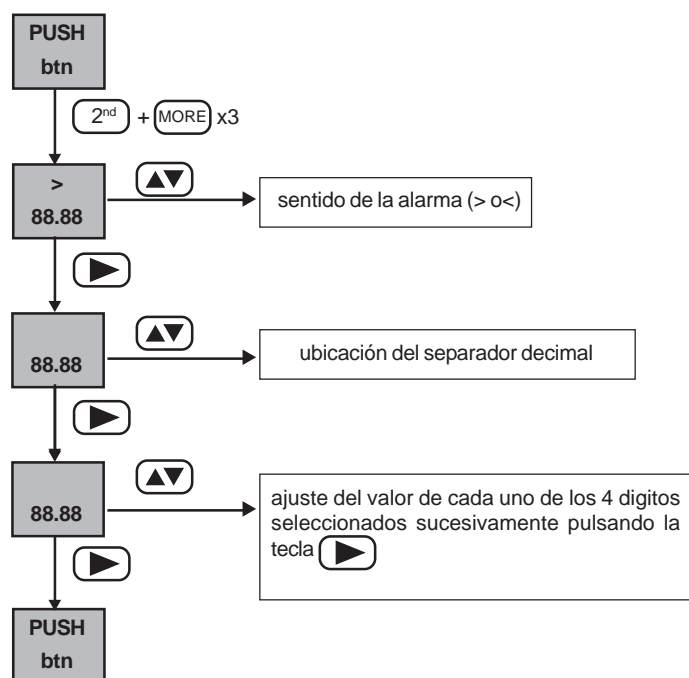 PUSH
btn
2nd + MORE x3
>
88.88
sentido de la alarma (> o<)
88.88
ubicación del separador decimal
88.88
ajuste del valor de cada uno de los 4 digitos
seleccionados sucesivamente pulsando la
tecla
PUSH
btn